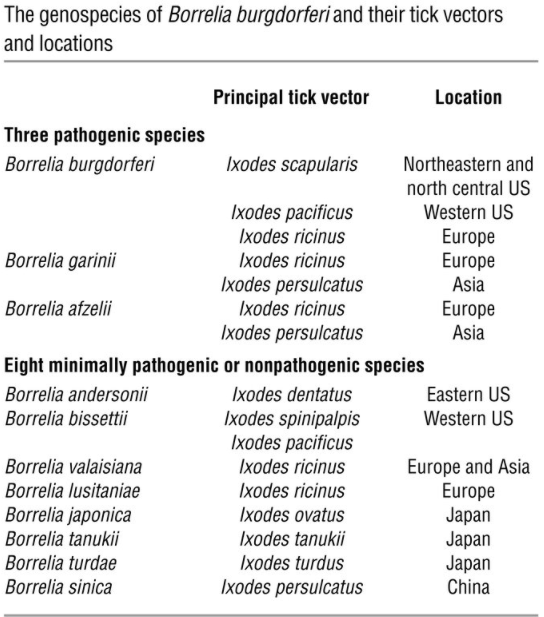 The genospecies of Borrelia burgdorferi and their tick vectors
and locations
Principal tick vector Location
Three pathogenic species
Borrelia burgdorferi Ixodes scapularis Northeastern and
north central US
Ixodes pacificus Western US
Ixodes ricinus Europe
Borrelia garinii Ixodes ricinus Europe
Ixodes persulcatus Asia
Borrelia afzelii Ixodes ricinus Europe
Ixodes persulcatus Asia
Eight minimally pathogenic or nonpathogenic species
Borrelia andersonii Ixodes dentatus Eastern US
Borrelia bissettii Ixodes spinipalpis Western US
Ixodes pacificus
Borrelia valaisiana Ixodes ricinus Europe and Asia
Borrelia lusitaniae Ixodes ricinus Europe
Borrelia japonica Ixodes ovatus Japan
Borrelia tanukii Ixodes tanukii Japan
Borrelia turdae Ixodes turdus Japan
Borrelia sinica Ixodes persulcatus China